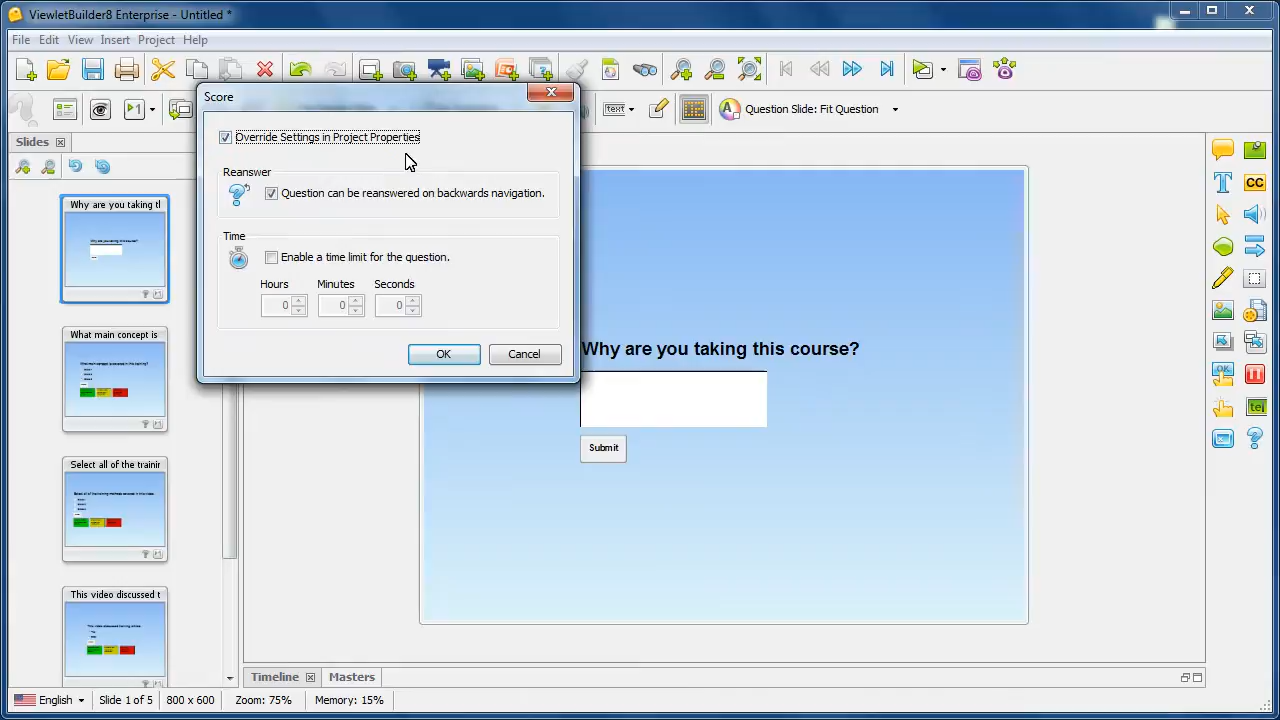 ViewletBuilder8 Enterprise - Untitled *
File Edit View Insert Project Help
text
Question Slide: Fit Question
Slides
Score
Override Settings in Project Properties
Reanswer
Question can be reanswered on backwards navigation.
Time
Enable a time limit for the question.
Hours Minutes Seconds
0 0 0
OK Cancel
Why are you taking tl
What main concept is
Select all of the trainir
This video discussed t
Why are you taking this course?
Submit
CC
OK
te
Timeline Masters
English Slide 1 of 5 800 x 600 Zoom: 75% Memory: 15%